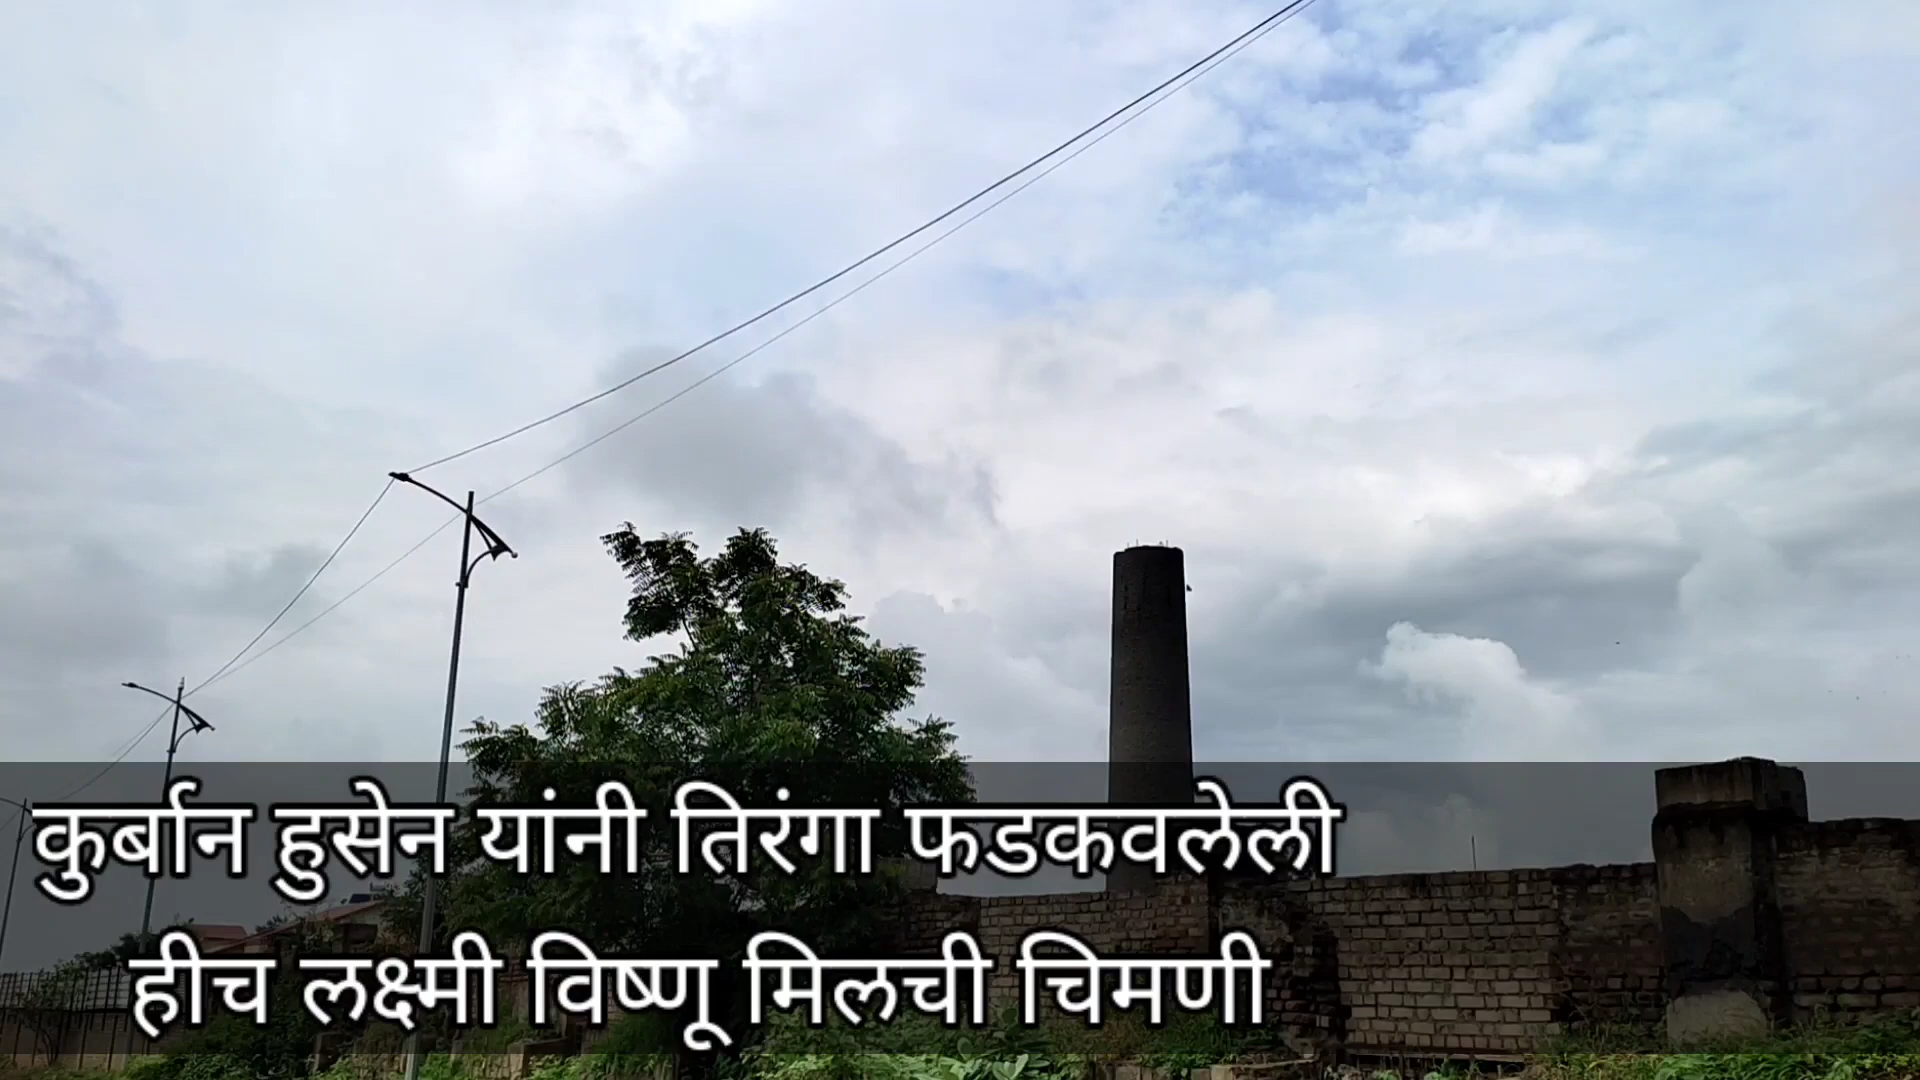 कुर्बान हुसेन यांनी तिरंगा फडकवलेली
हीच लक्ष्मी विष्णू मिलची चिमणी